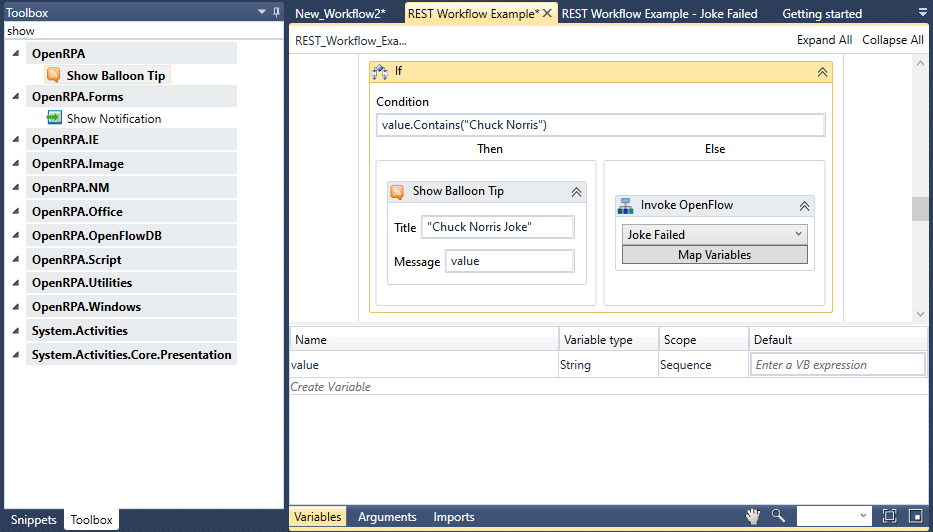 Toolbox
show
OpenRPA
Show Balloon Tip
OpenRPA.Forms
Show Notification
OpenRPA.IE
OpenRPA.Image
OpenRPA.NM
OpenRPA.Office
OpenRPA.OpenFlowDB
OpenRPA.Script
OpenRPA.Utilities
OpenRPA.Windows
System.Activities
System.Activities.Core.Presentation
Snippets Toolbox
New_Workflow2* REST Workflow Example* REST Workflow Example - Joke Failed Getting started
REST_Workflow_Exa... Expand All Collapse All
If
Condition
value.Contains("Chuck Norris")
Then Else
Show Balloon Tip
Title "Chuck Norris Joke"
Message value
Invoke OpenFlow
Joke Failed
Map Variables
Name Variable type Scope Default
value String Sequence Enter a VB expression
Create Variable
Variables Arguments Imports